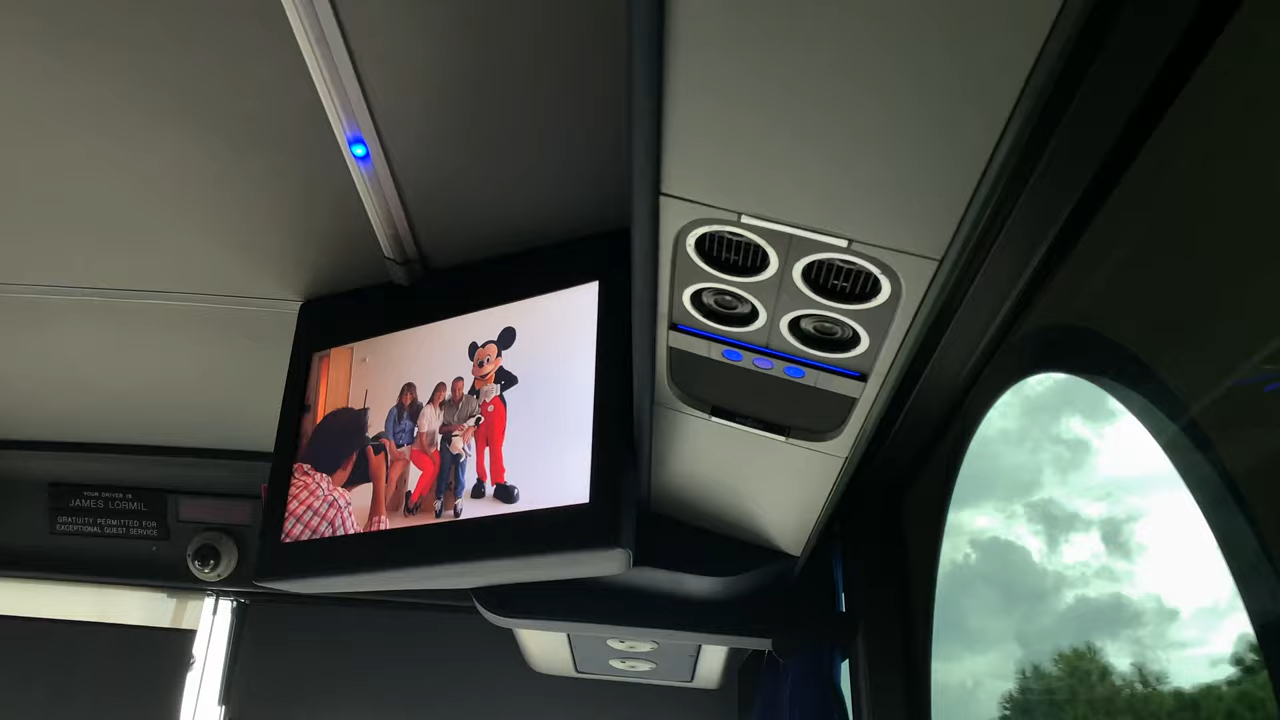 YOUR DRIVER IS
JAMES LORMIL
GRATUITY PERMITTED FOR
EXCEPTIONAL GUEST SERVICE